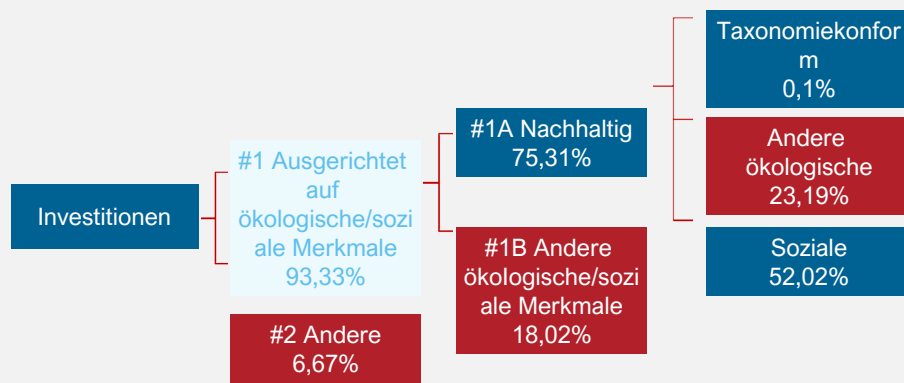 Investitionen
#1 Ausgerichtet
auf
ökologische/sozi
ale Merkmale
93,33%
#2 Andere
6,67%
#1A Nachhaltig
75,31%
#1B Andere
ökologische/sozi
ale Merkmale
18,02%
Taxonomiekonfor
m
0,1%
Andere
ökologische
23,19%
Soziale
52,02%